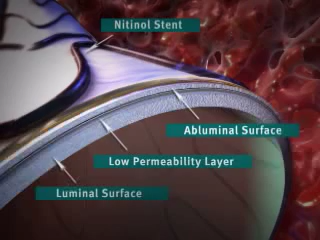 Nitinol Stent
Abluminal Surface
Low Permeability Layer
Luminal Surface